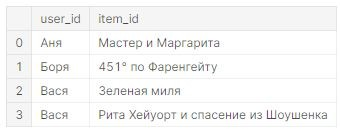 user_id item_id
0 Аня Мастер и Маргарита
1 Боря 451° по Фаренгейту
2 Вася Зеленая миля
3 Вася Рита Хейуорт и спасение из Шоушенка